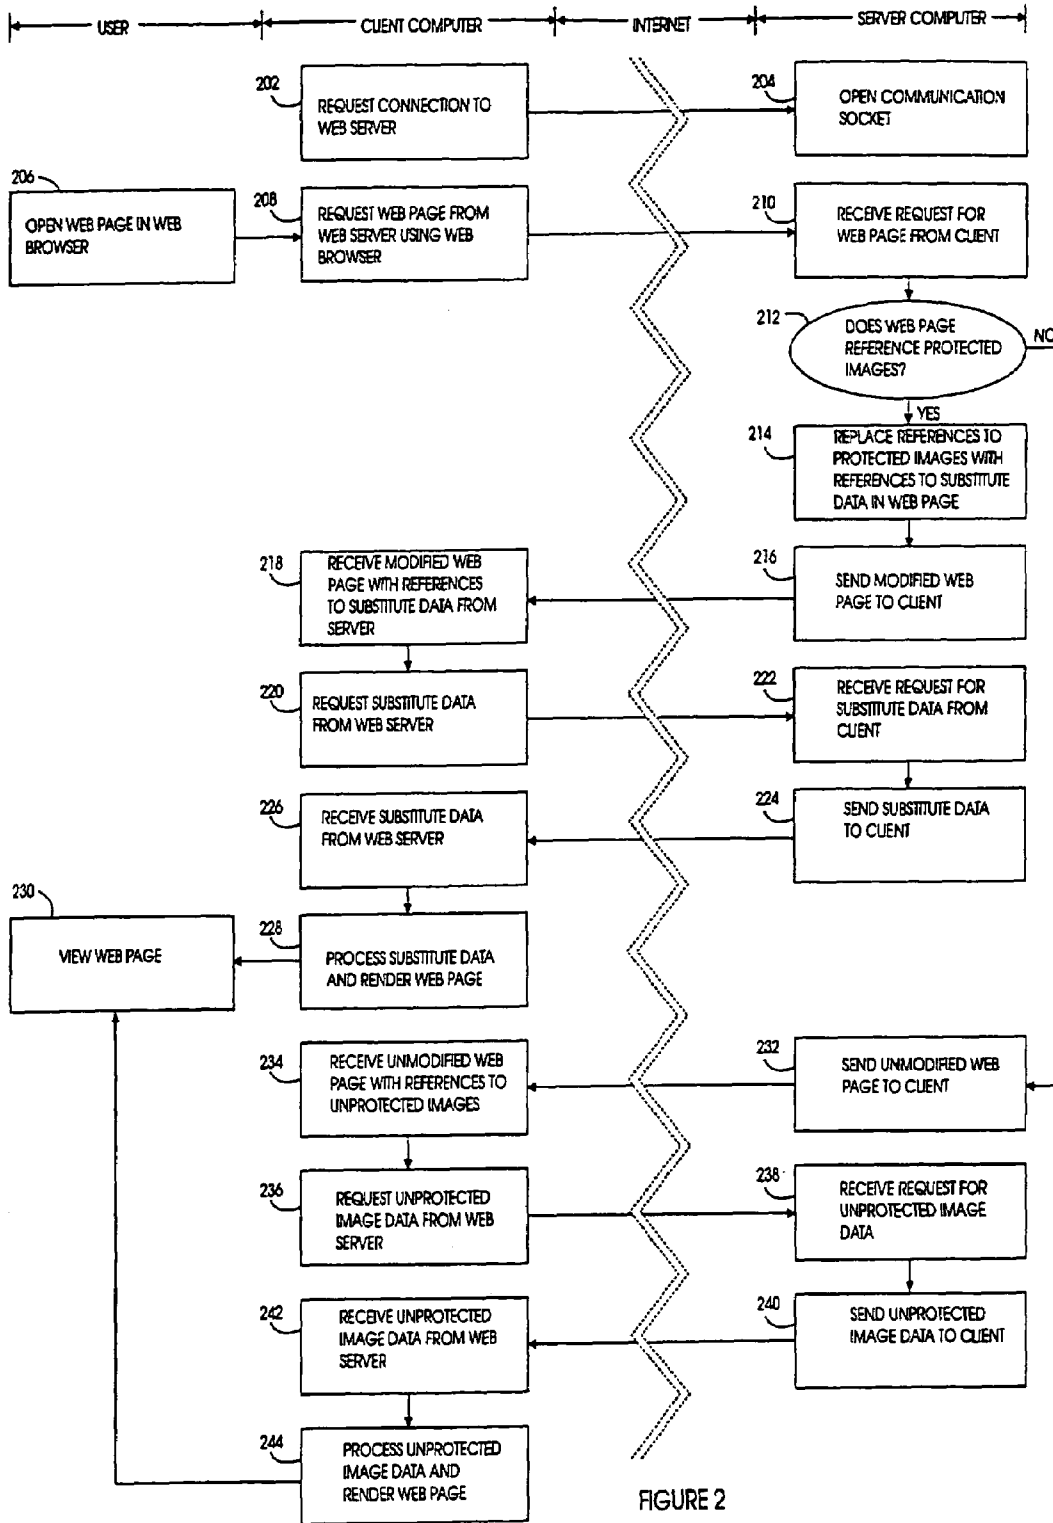 USER CLIENT COMPUTER INTERNET SERVER COMPUTER
202
REQUEST CONNECTION TO
WEB SERVER
204
OPEN COMMUNICATION
SOCKET
206
OPEN WEB PAGE IN WEB
BROWSER
208
REQUEST WEB PAGE FROM
WEB SERVER USING WEB
BROWSER
210
RECEIVE REQUEST FOR
WEB PAGE FROM CLIENT
212
DOES WEB PAGE
REFERENCE PROTECTED
IMAGES?
NO
YES
214
REPLACE REFERENCES TO
PROTECTED IMAGES WITH
REFERENCES TO SUBSTITUTE
DATA IN WEB PAGE
216
SEND MODIFIED WEB
PAGE TO CLIENT
218
RECEIVE MODIFIED WEB
PAGE WITH REFERENCES
TO SUBSTITUTE DATA FROM
SERVER
220
REQUEST SUBSTITUTE DATA
FROM WEB SERVER
222
RECEIVE REQUEST FOR
SUBSTITUTE DATA FROM
CLIENT
224
SEND SUBSTITUTE DATA
TO CLIENT
226
RECEIVE SUBSTITUTE DATA
FROM WEB SERVER
228
PROCESS SUBSTITUTE DATA
AND RENDER WEB PAGE
230
VIEW WEB PAGE
232
SEND UNMODIFIED WEB
PAGE TO CLIENT
234
RECEIVE UNMODIFIED WEB
PAGE WITH REFERENCES TO
UNPROTECTED IMAGES
236
REQUEST UNPROTECTED
IMAGE DATA FROM WEB
SERVER
238
RECEIVE REQUEST FOR
UNPROTECTED IMAGE
DATA
240
SEND UNPROTECTED
IMAGE DATA TO CLIENT
242
RECEIVE UNPROTECTED
IMAGE DATA FROM WEB
SERVER
244
PROCESS UNPROTECTED
IMAGE DATA AND
RENDER WEB PAGE
FIGURE 2